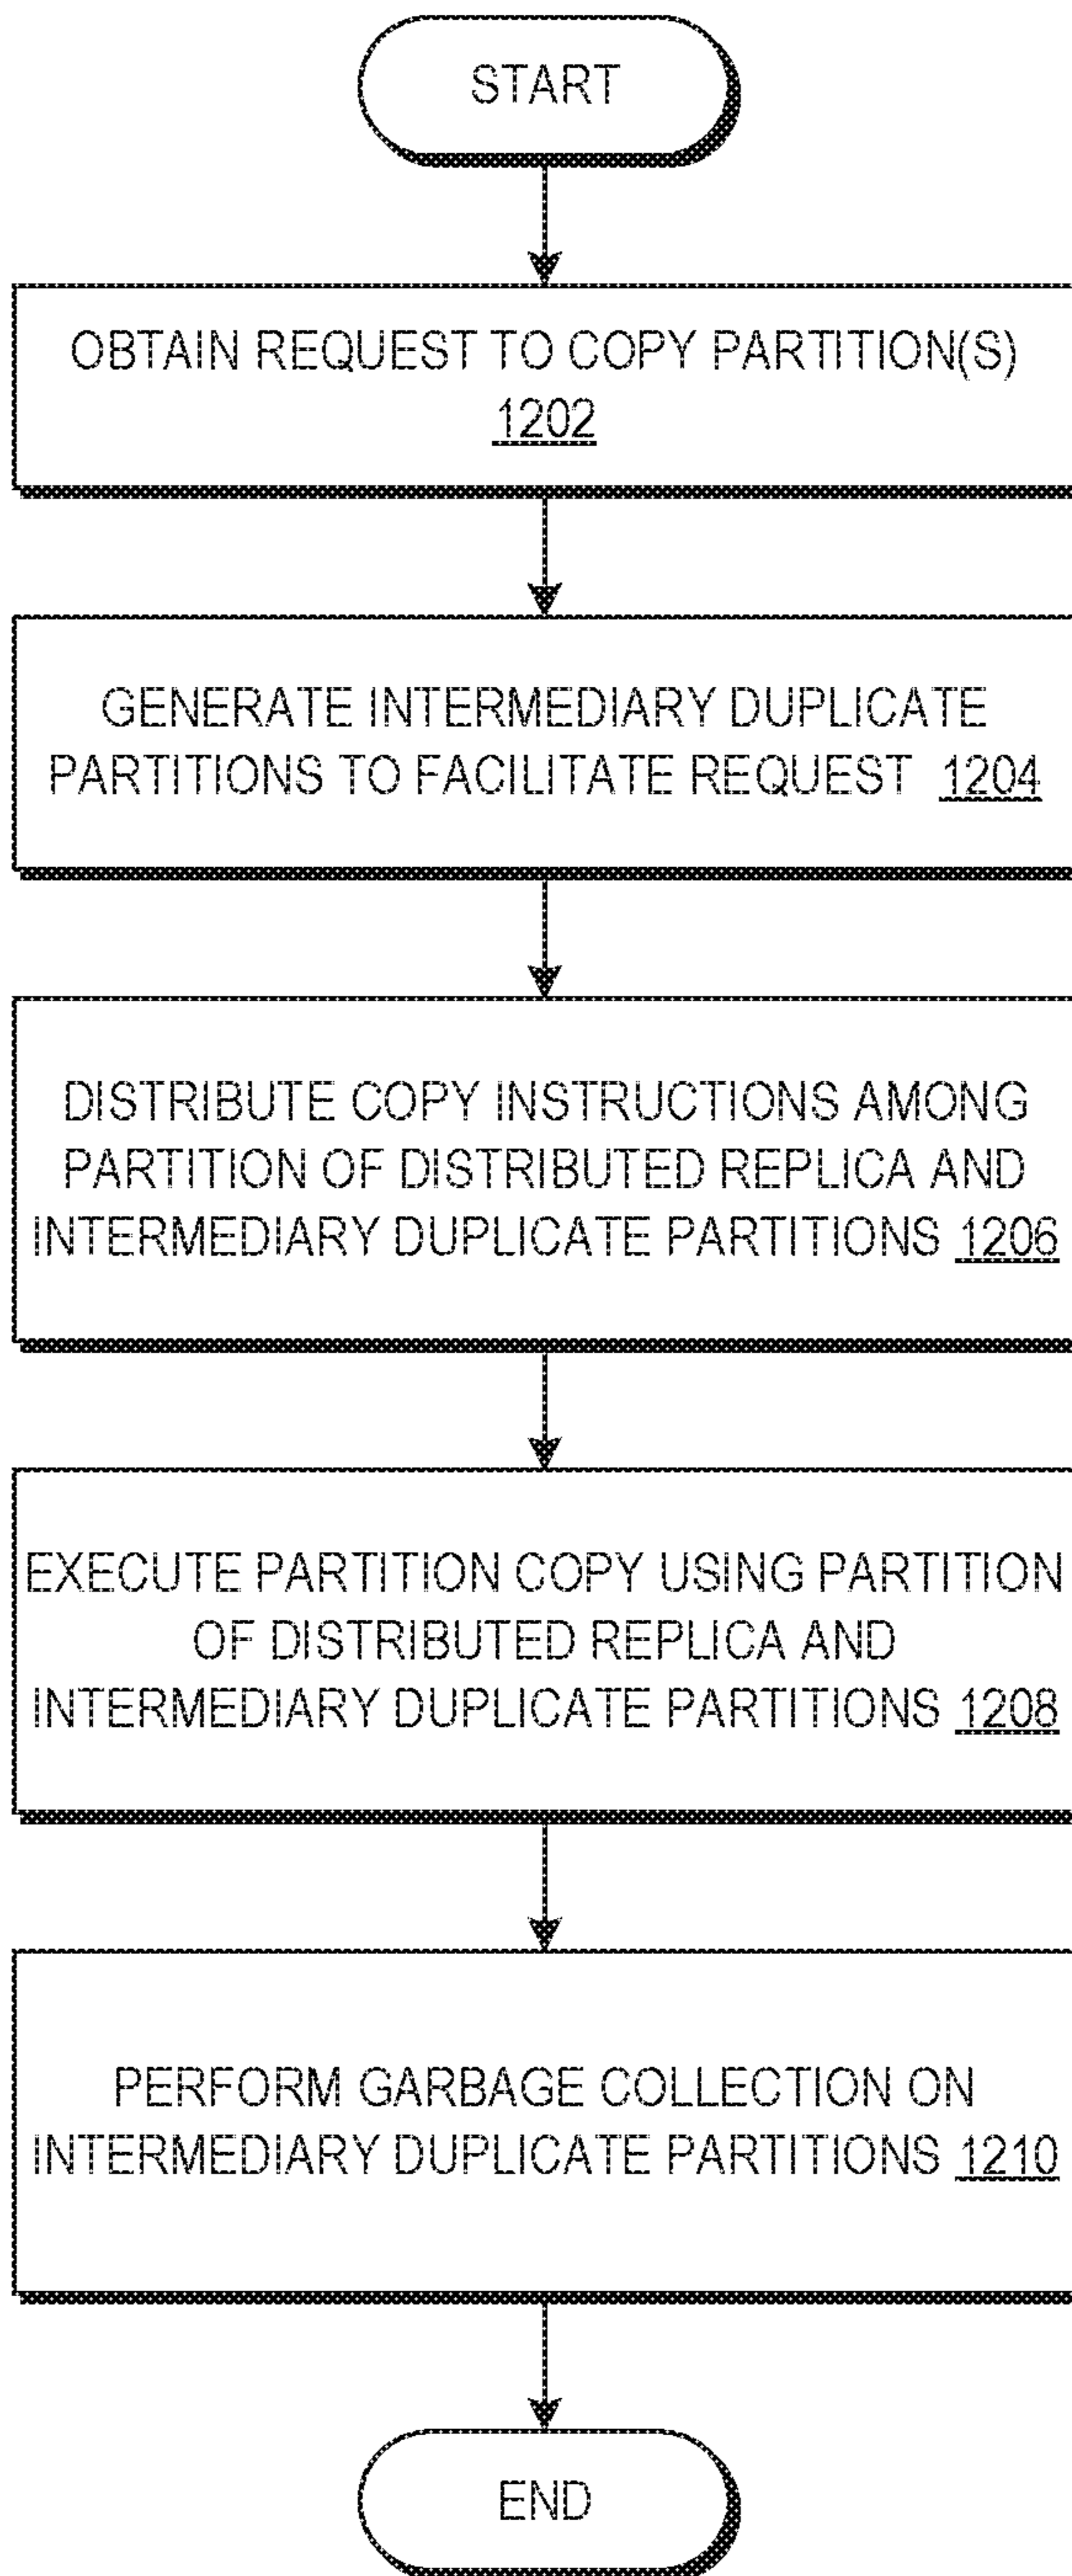 START
OBTAIN REQUEST TO COPY PARTITION(S)
1202
GENERATE INTERMEDIARY DUPLICATE
PARTITIONS TO FACILITATE REQUEST 1204
DISTRIBUTE COPY INSTRUCTIONS AMONG
PARTITION OF DISTRIBUTED REPLICA AND
INTERMEDIARY DUPLICATE PARTITIONS 1206
EXECUTE PARTITION COPY USING PARTITION
OF DISTRIBUTED REPLICA AND
INTERMEDIARY DUPLICATE PARTITIONS 1208
PERFORM GARBAGE COLLECTION ON
INTERMEDIARY DUPLICATE PARTITIONS 1210
END